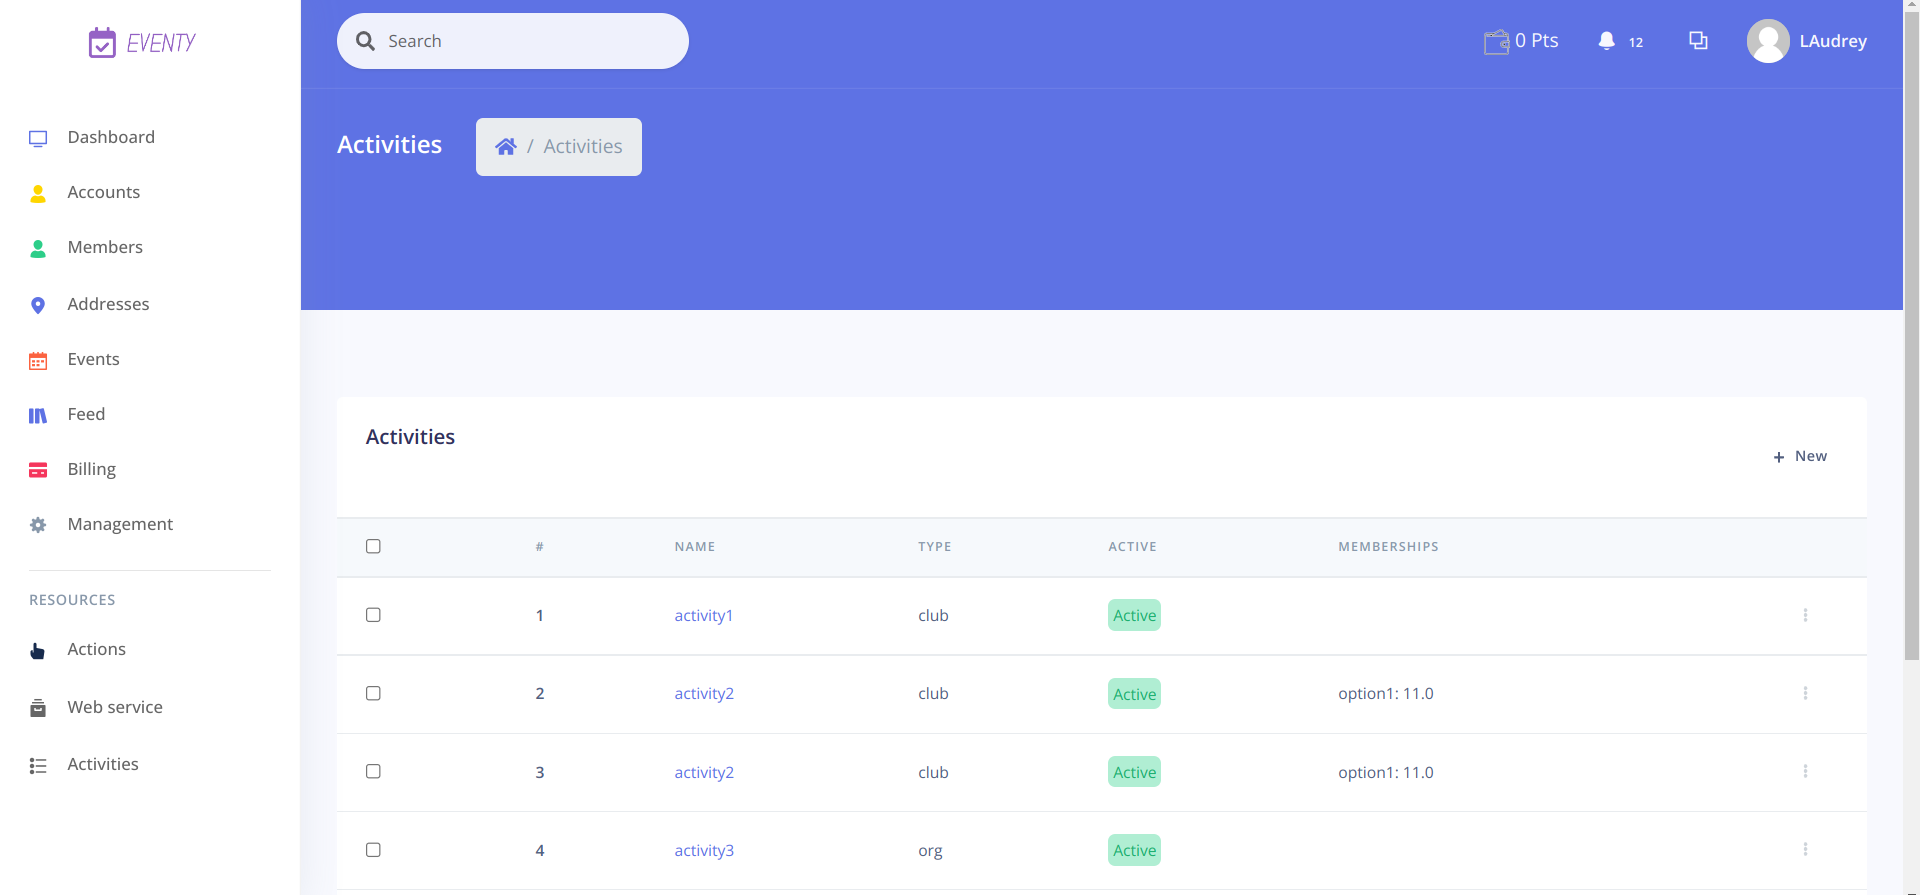 EVENTY
Search
0 Pts
12
LAudrey
Dashboard
Accounts
Members
Addresses
Events
Feed
Billing
Management
RESOURCES
Actions
Web service
Activities
Activities
/ Activities
Activities
+ New
# NAME TYPE ACTIVE MEMBERSHIPS
1 activity1 club Active
2 activity2 club Active option1: 11.0
3 activity2 club Active option1: 11.0
4 activity3 org Active